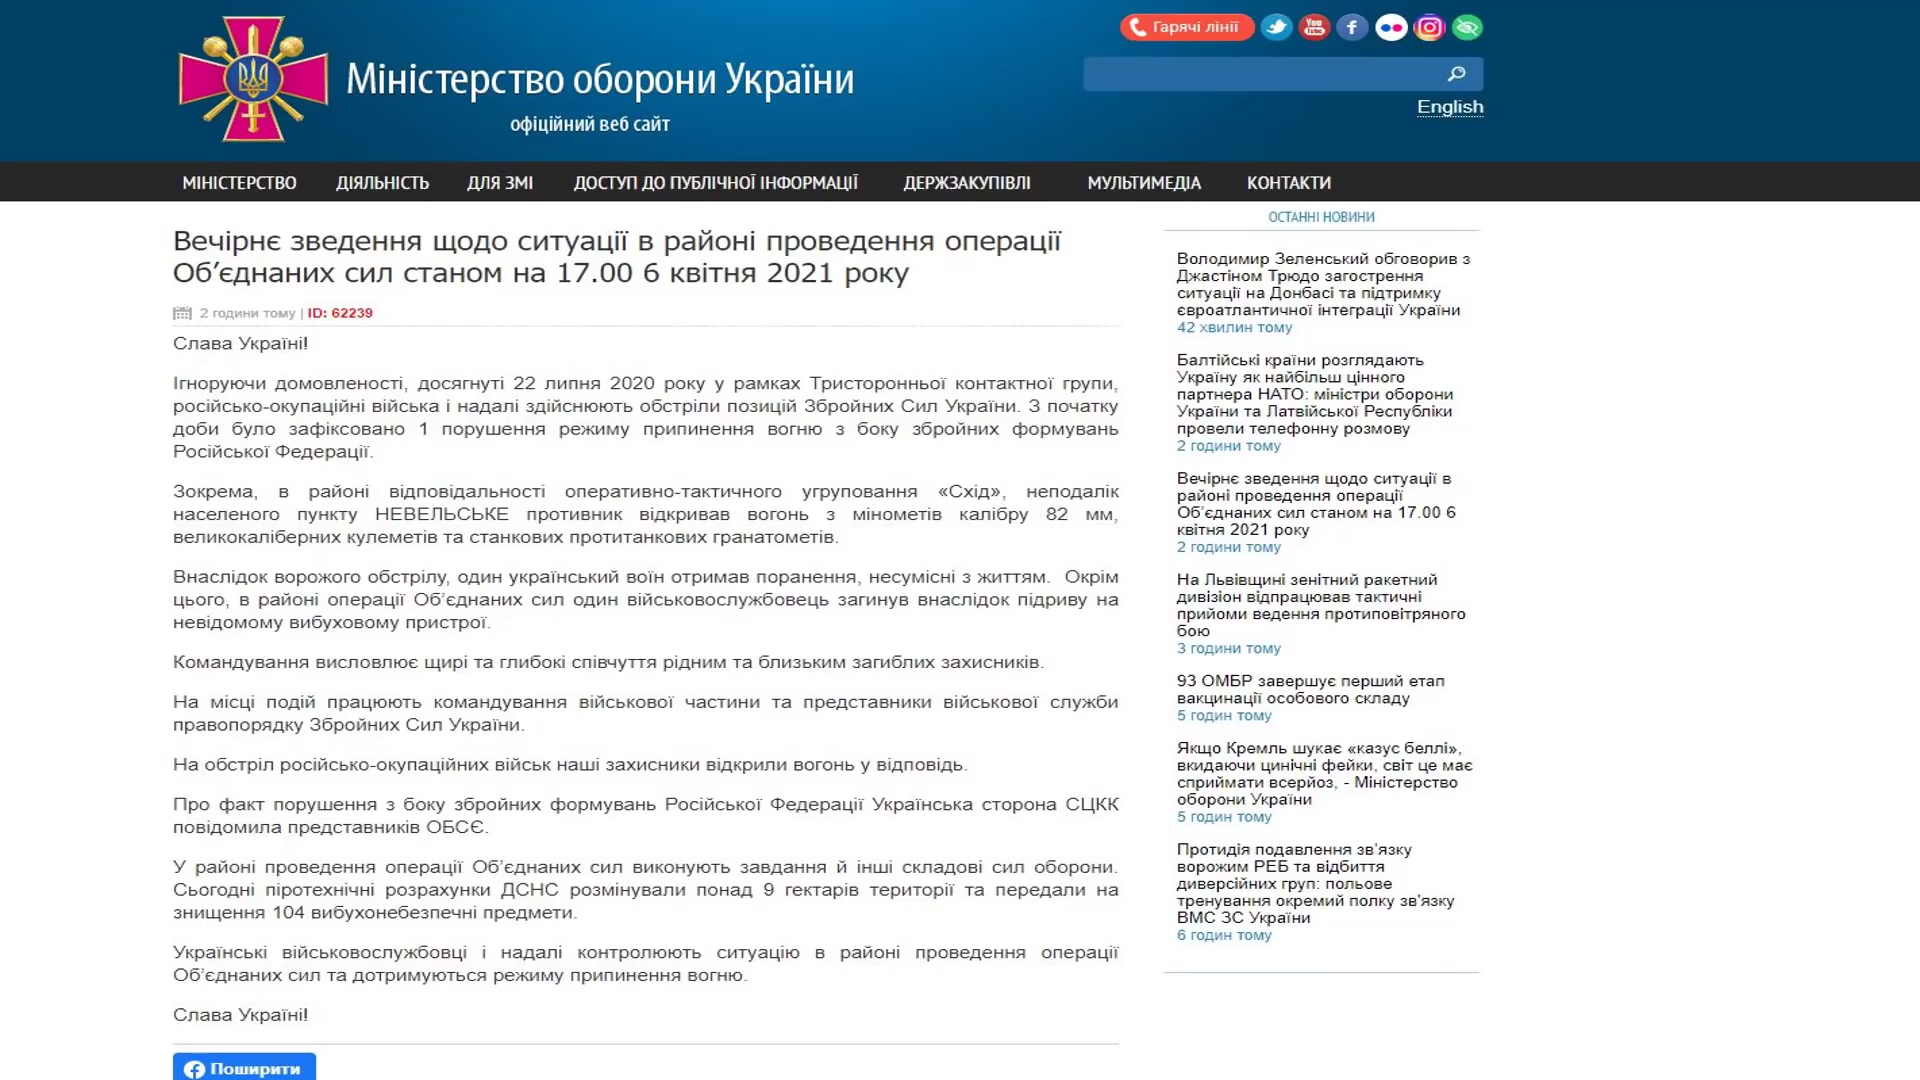 Гарячі лінії
You
Tube
f
Міністерство оборони України
офіційний веб сайт
English
МІНІСТЕРСТВО ДІЯЛЬНІСТЬ ДЛЯ ЗМІ ДОСТУП ДО ПУБЛІЧНОЇ ІНФОРМАЦІЇ ДЕРЖЗАКУПІВЛІ МУЛЬТИМЕДІА КОНТАКТИ
Вечірнє зведення щодо ситуації в районі проведення операції
Об’єднаних сил станом на 17.00 6 квітня 2021 року
2 години тому | ID: 62239
Слава Україні!
Ігноруючи домовленості, досягнуті 22 липня 2020 року у рамках Тристоронньої контактної групи,
російсько-окупаційні війська і надалі здійснюють обстріли позицій Збройних Сил України. З початку
доби було зафіксовано 1 порушення режиму припинення вогню з боку збройних формувань
Російської Федерації.
Зокрема, в районі відповідальності оперативно-тактичного угруповання «Схід», неподалік
населеного пункту НЕВЕЛЬСЬКЕ противник відкривав вогонь з мінометів калібру 82 мм,
великокаліберних кулеметів та станкових протитанкових гранатометів.
Внаслідок ворожого обстрілу, один український воїн отримав поранення, несумісні з життям. Окрім
цього, в районі операції Об’єднаних сил один військовослужбовець загинув внаслідок підриву на
невідомому вибуховому пристрої.
Командування висловлює щирі та глибокі співчуття рідним та близьким загиблих захисників.
На місці подій працюють командування військової частини та представники військової служби
правопорядку Збройних Сил України.
На обстріл російсько-окупаційних військ наші захисники відкрили вогонь у відповідь.
Про факт порушення з боку збройних формувань Російської Федерації Українська сторона СЦКК
повідомила представників ОБСЄ.
У районі проведення операції Об’єднаних сил виконують завдання й інші складові сил оборони.
Сьогодні піротехнічні розрахунки ДСНС розмінували понад 9 гектарів території та передали на
знищення 104 вибухонебезпечні предмети.
Українські військовослужбовці і надалі контролюють ситуацію в районі проведення операції
Об’єднаних сил та дотримуються режиму припинення вогню.
Слава Україні!
Поширити
ОСТАННІ НОВИНИ
Володимир Зеленський обговорив з
Джастіном Трюдо загострення
ситуації на Донбасі та підтримку
євроатлантичної інтеграції України
42 хвилин тому
Балтійські країни розглядають
Україну як найбільш цінного
партнера НАТО: міністри оборони
України та Латвійської Республіки
провели телефонну розмову
2 години тому
Вечірнє зведення щодо ситуації в
районі проведення операції
Об’єднаних сил станом на 17.00 6
квітня 2021 року
2 години тому
На Львівщині зенітний ракетний
дивізіон відпрацював тактичні
прийоми ведення протиповітряного
бою
3 години тому
93 ОМБР завершує перший етап
вакцинації особового складу
5 годин тому
Якщо Кремль шукає «казус беллі»,
вкидаючи цинічні фейки, світ це має
сприймати всерйоз, - Міністерство
оборони України
5 годин тому
Протидія подавлення зв’язку
ворожим РЕБ та відбиття
диверсійних груп: польове
тренування окремий полку зв’язку
ВМС ЗС України
6 годин тому